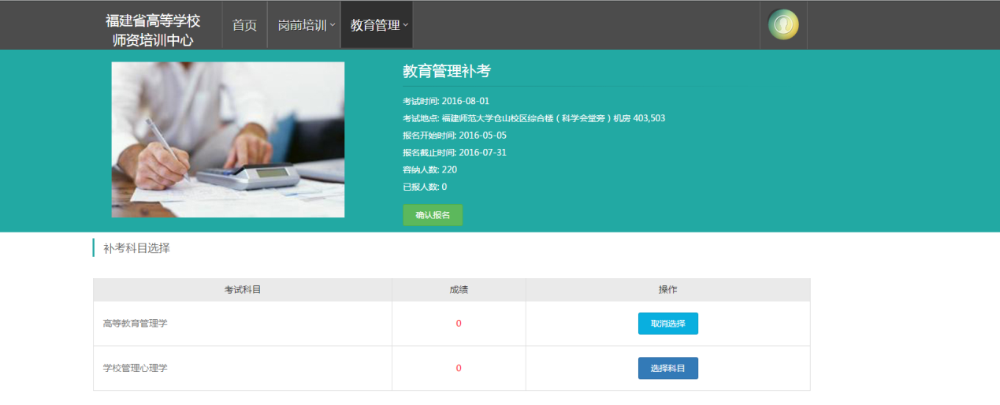 福建省高等学校
师资培训中心
首页
岗前培训
教育管理
教育管理补考
考试时间: 2016-08-01
考试地点: 福建师范大学仓山校区综合楼（科学会堂旁）机房 403,503
报名开始时间: 2016-05-05
报名截止时间: 2016-07-31
容纳人数: 220
已报人数: 0
确认报名
补考科目选择
考试科目 成绩 操作
高等教育管理学 0 取消选择
学校管理心理学 0 选择科目